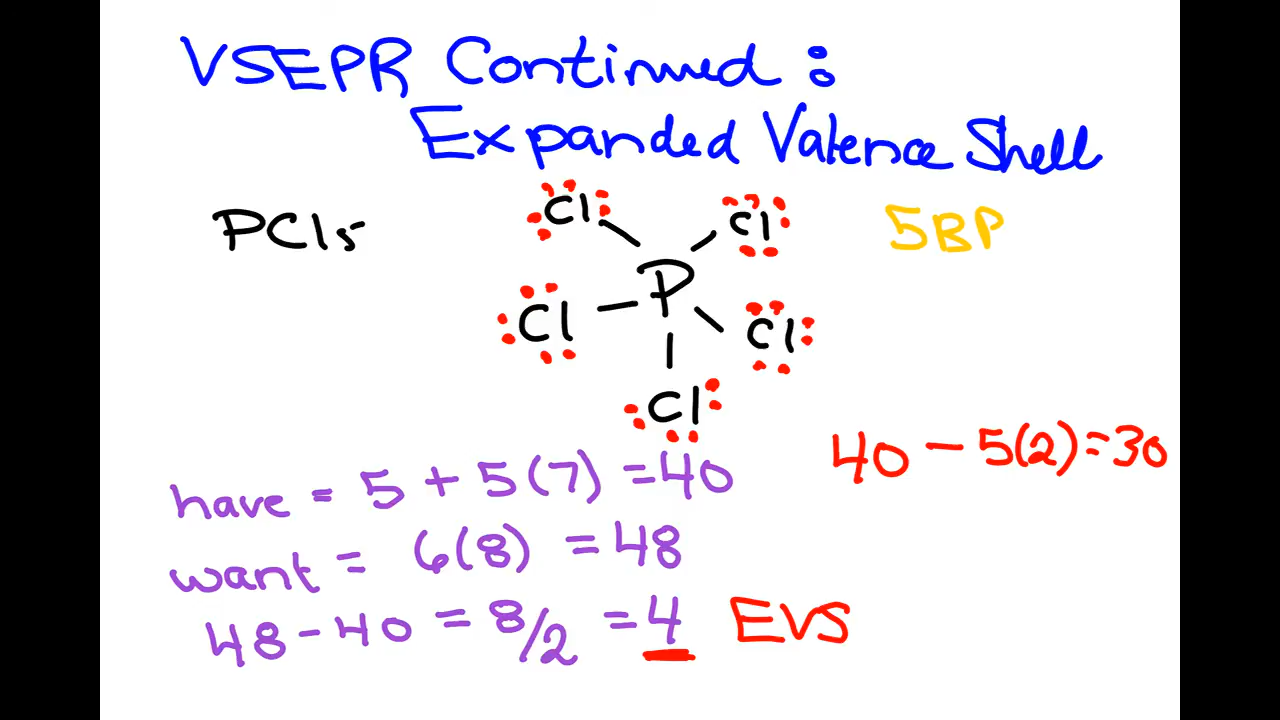 VSEPR Continued :
Expanded Valence Shell
PCl5
Cl Cl
5BP
P
Cl Cl
Cl
40 - 5(2) = 30
have = 5 + 5(7) = 40
want = 6(8) = 48
48 - 40 = 8/2 = 4 EVS